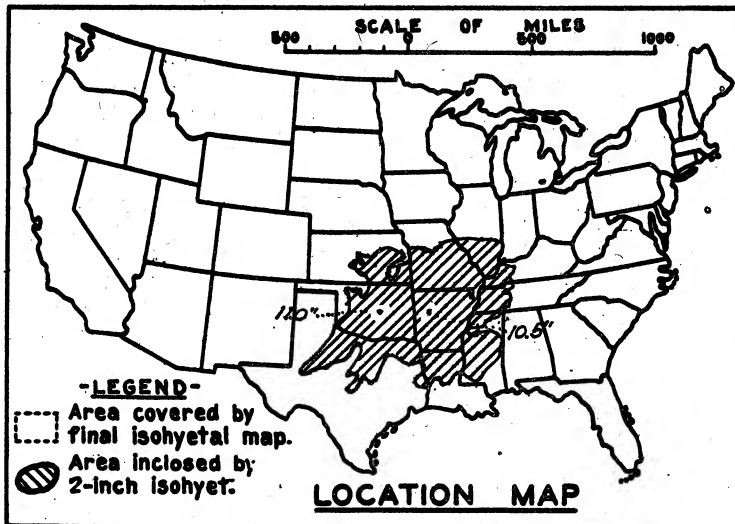 SCALE OF MILES
500 0 500 1000
11.0"
10.5"
-LEGEND-
Area covered by
final isohyetal map.
Area inclosed by
2-inch isohyet.
LOCATION MAP